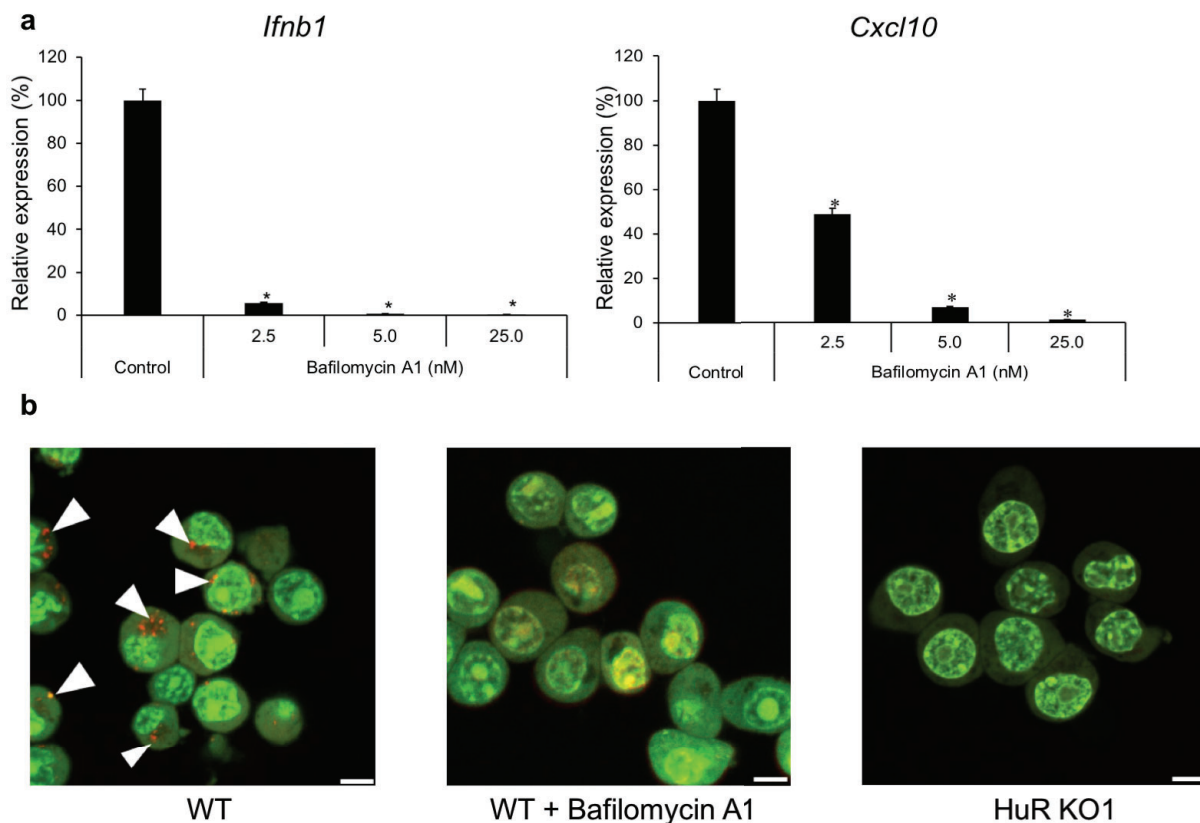 a
Ifnb1
Relative expression (%)
120
100
80
60
40
20
0
*
*
*
Control
2.5
5.0
25.0
Bafilomycin A1 (nM)
Cxcl10
Relative expression (%)
120
100
80
60
40
20
0
*
*
*
Control
2.5
5.0
25.0
Bafilomycin A1 (nM)
b
WT
WT + Bafilomycin A1
HuR KO1